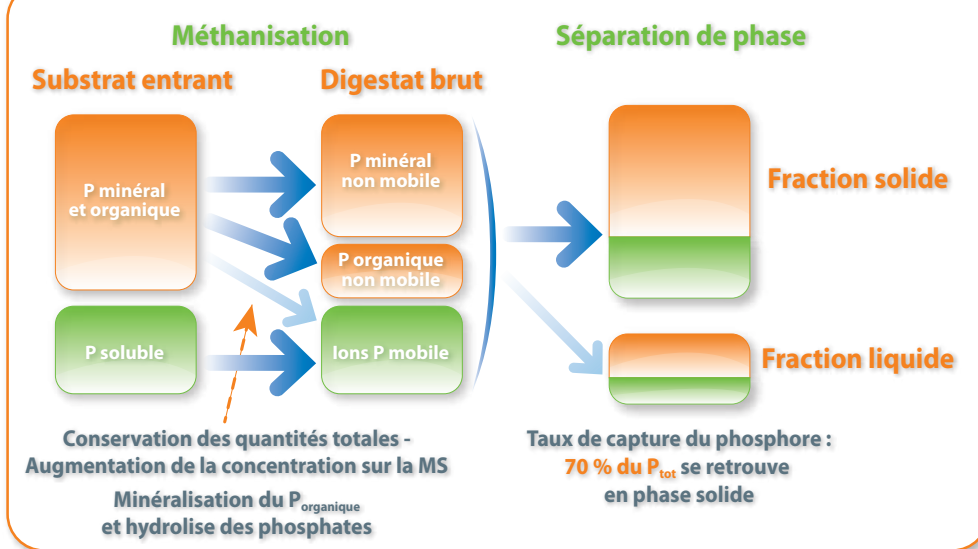 Méthanisation
Séparation de phase
Substrat entrant
Digestat brut
P minéral
et organique
P soluble
P minéral
non mobile
P organique
non mobile
Ions P mobile
Fraction solide
Fraction liquide
Conservation des quantités totales -
Augmentation de la concentration sur la MS
Minéralisation du Porganique
et hydrolise des phosphates
Taux de capture du phosphore :
70 % du Ptot se retrouve
en phase solide